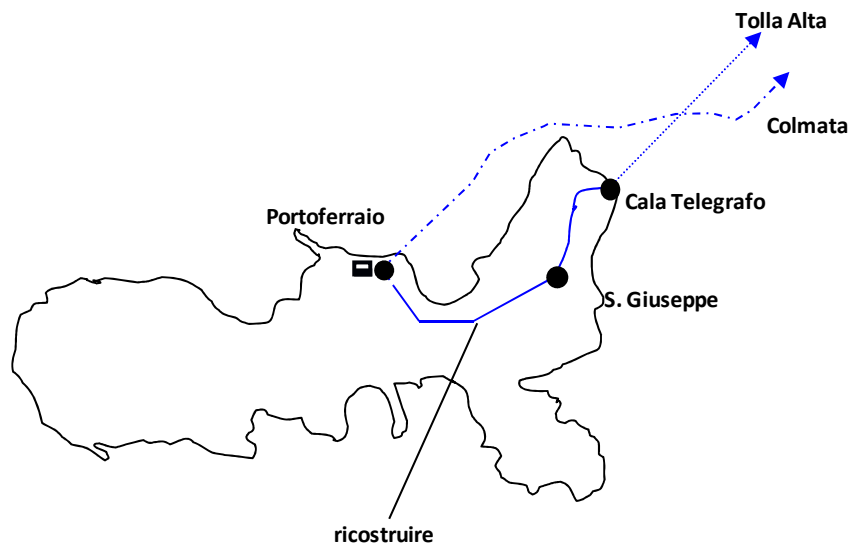 Tolla Alta
Colmata
Cala Telegrafo
Portoferraio
S. Giuseppe
ricostruire